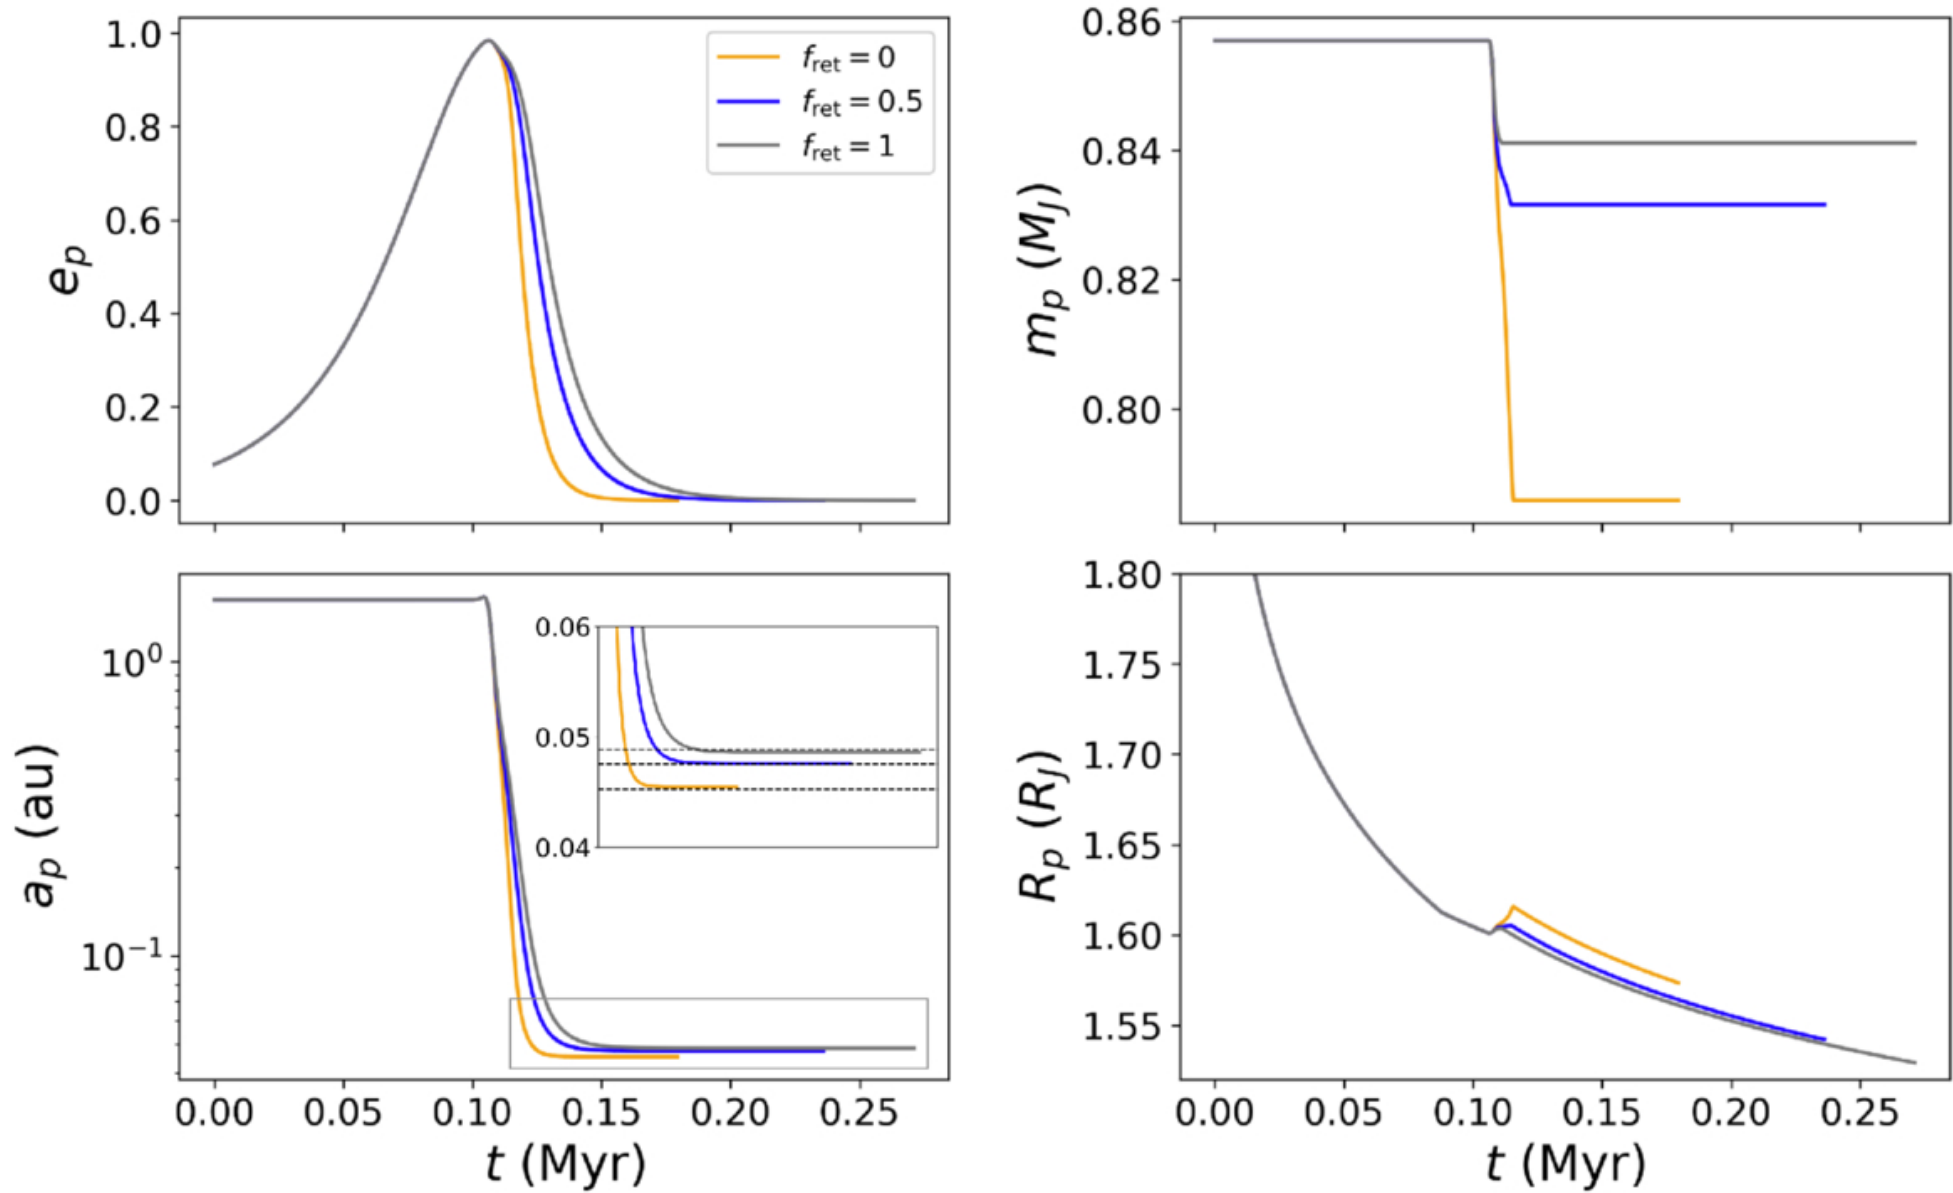 1.0
0.8
0.6
0.4
0.2
0.0
e_p
f_ret = 0
f_ret = 0.5
f_ret = 1
0.86
0.84
0.82
0.80
m_p (M_J)
10⁰
10⁻¹
a_p (au)
0.06
0.05
0.04
0.00 0.05 0.10 0.15 0.20 0.25
t (Myr)
1.80
1.75
1.70
1.65
1.60
1.55
R_p (R_J)
0.00 0.05 0.10 0.15 0.20 0.25
t (Myr)